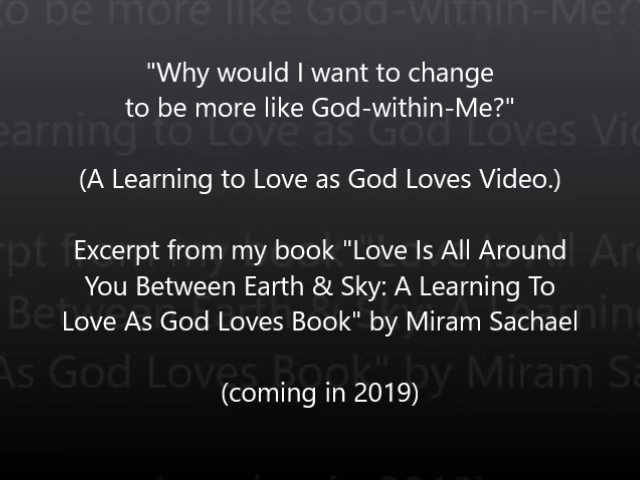 "Why would I want to change
to be more like God-within-Me?"
(A Learning to Love as God Loves Video.)
Excerpt from my book "Love Is All Around
You Between Earth & Sky: A Learning To
Love As God Loves Book" by Miram Sachael
(coming in 2019)